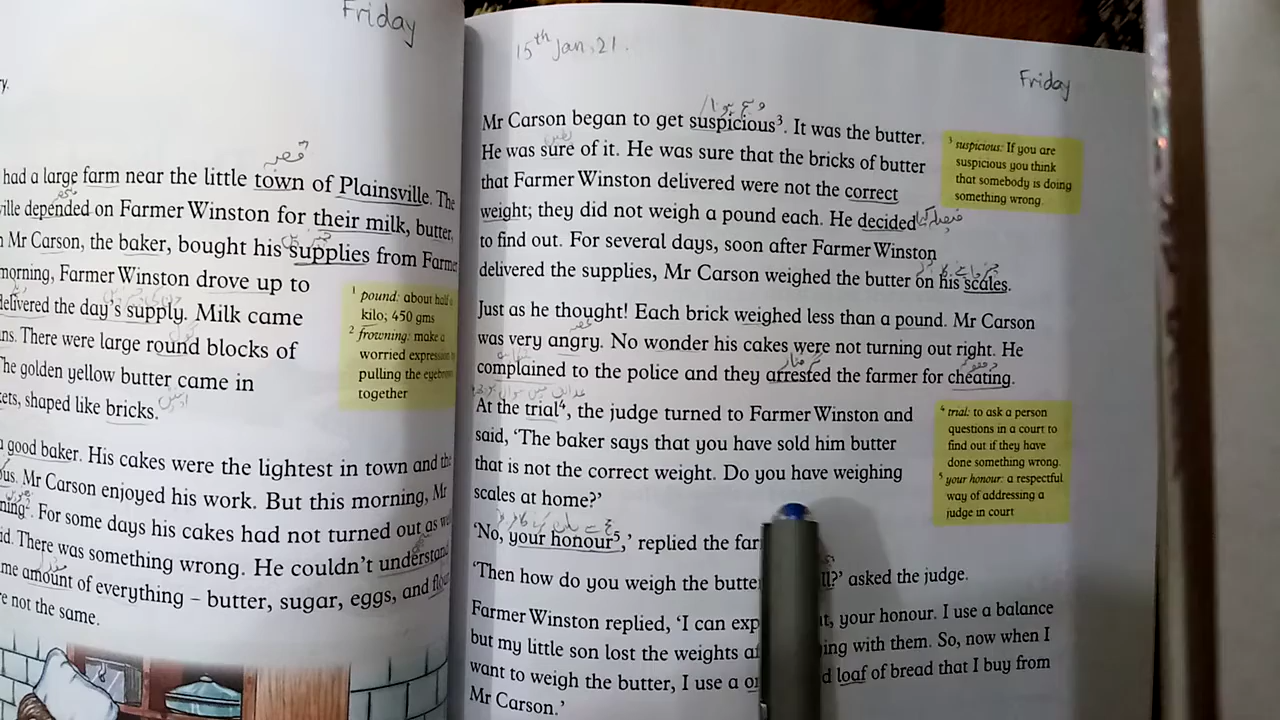 Friday
y.
had a large farm near the little town of Plainsville. The
ville depended on Farmer Winston for their milk, butter,
Mr Carson, the baker, bought his supplies from Farme
morning, Farmer Winston drove up to
delivered the day's supply. Milk came
ns. There were large round blocks of
The golden yellow butter came in
ets, shaped like bricks.
good baker. His cakes were the lightest in town and the
ous. Mr Carson enjoyed his work. But this morning, Mr
ning². For some days his cakes had not turned out as we
id. There was something wrong. He couldn't understand
me amount of everything – butter, sugar, eggs, and flour
re not the same.
¹ pound: about half
kilo; 450 gms
² frowning: make a
worried expression
pulling the eyebrows
together
15th Jan, 21.
Friday
Mr Carson began to get suspicious³. It was the butter.
He was sure of it. He was sure that the bricks of butter
that Farmer Winston delivered were not the correct
weight; they did not weigh a pound each. He decided
to find out. For several days, soon after Farmer Winston
delivered the supplies, Mr Carson weighed the butter on his scales.
Just as he thought! Each brick weighed less than a pound. Mr Carson
was very angry. No wonder his cakes were not turning out right. He
complained to the police and they arrested the farmer for cheating.
At the trial⁴, the judge turned to Farmer Winston and
said, 'The baker says that you have sold him butter
that is not the correct weight. Do you have weighing
scales at home?'
'No, your honour⁵,' replied the far
'Then how do you weigh the butte ll?' asked the judge.
Farmer Winston replied, 'I can exp t, your honour. I use a balance
but my little son lost the weights a ing with them. So, now when I
want to weigh the butter, I use a o d loaf of bread that I buy from
Mr Carson.'
³ suspicious: If you are
suspicious you think
that somebody is doing
something wrong.
⁴ trial: to ask a person
questions in a court to
find out if they have
done something wrong.
⁵ your honour: a respectful
way of addressing a
judge in court